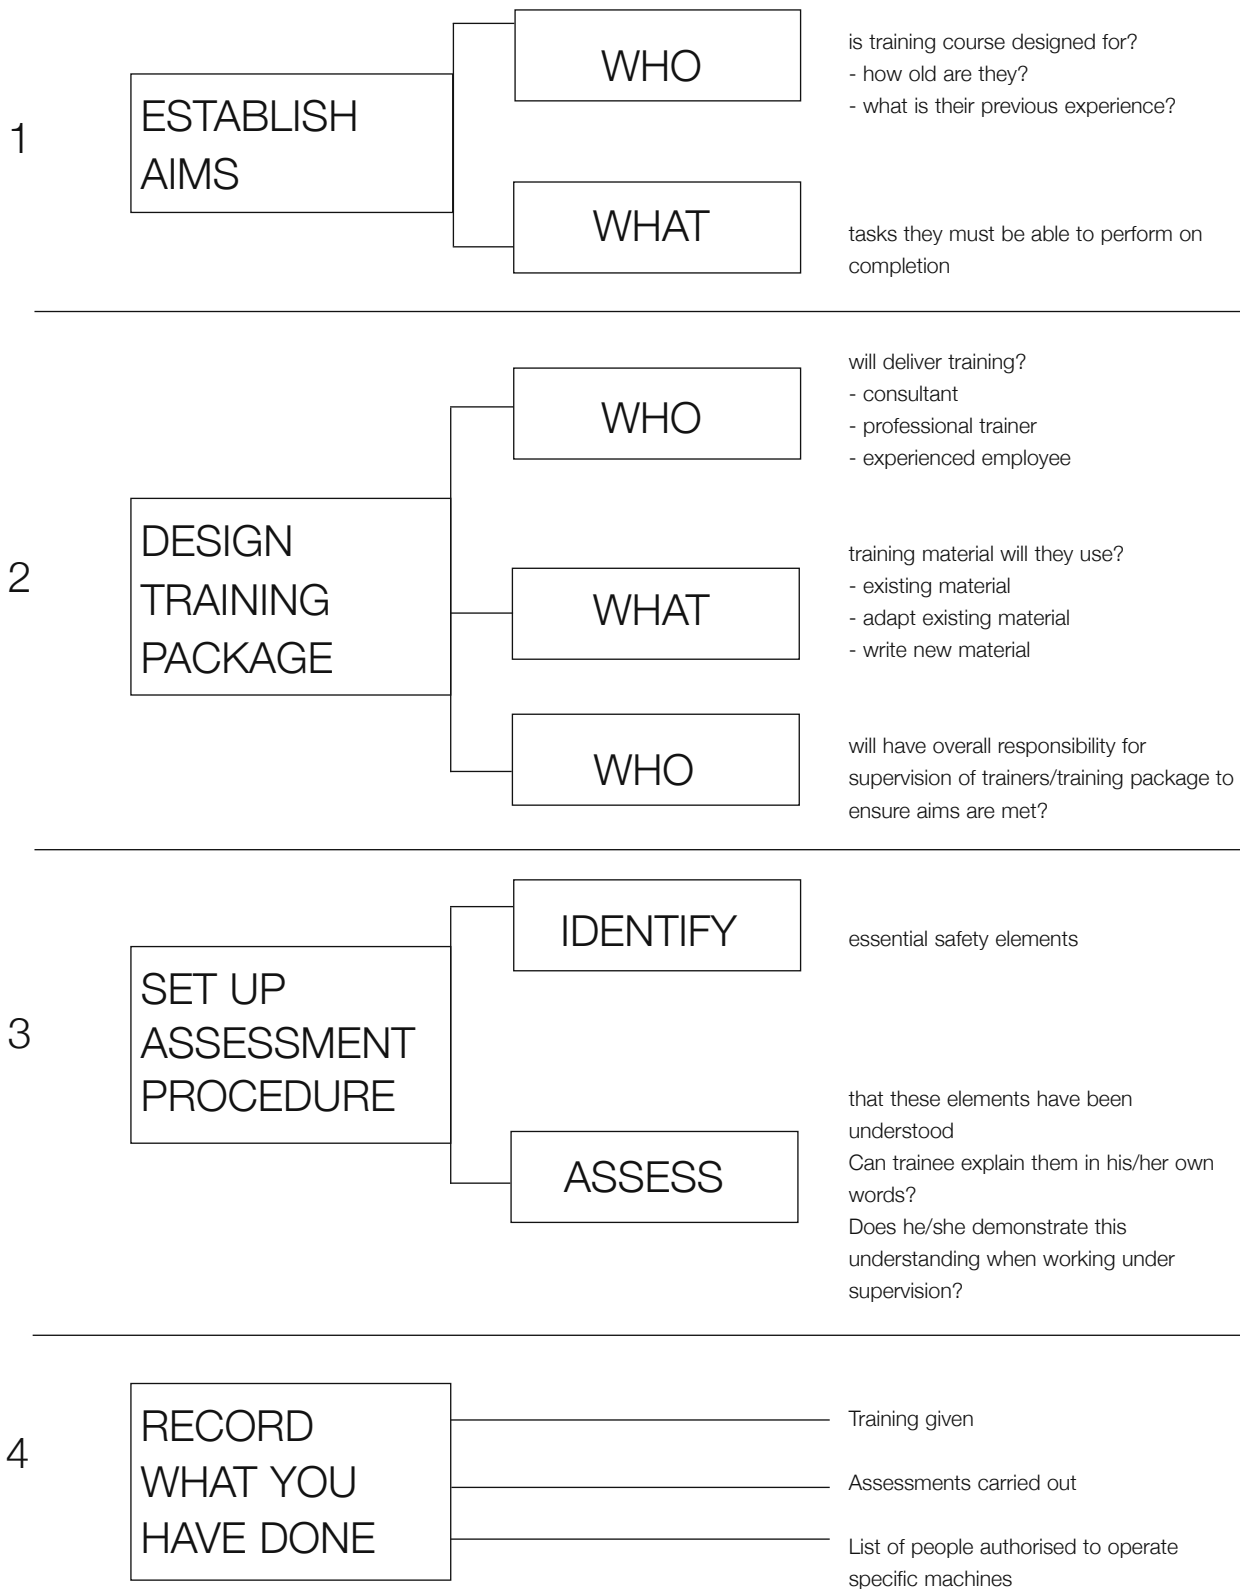 1
ESTABLISH
AIMS
WHO
is training course designed for?
- how old are they?
- what is their previous experience?
WHAT
tasks they must be able to perform on
completion
2
DESIGN
TRAINING
PACKAGE
WHO
will deliver training?
- consultant
- professional trainer
- experienced employee
WHAT
training material will they use?
- existing material
- adapt existing material
- write new material
WHO
will have overall responsibility for
supervision of trainers/training package to
ensure aims are met?
3
SET UP
ASSESSMENT
PROCEDURE
IDENTIFY
essential safety elements
ASSESS
that these elements have been
understood
Can trainee explain them in his/her own
words?
Does he/she demonstrate this
understanding when working under
supervision?
4
RECORD
WHAT YOU
HAVE DONE
Training given
Assessments carried out
List of people authorised to operate
specific machines